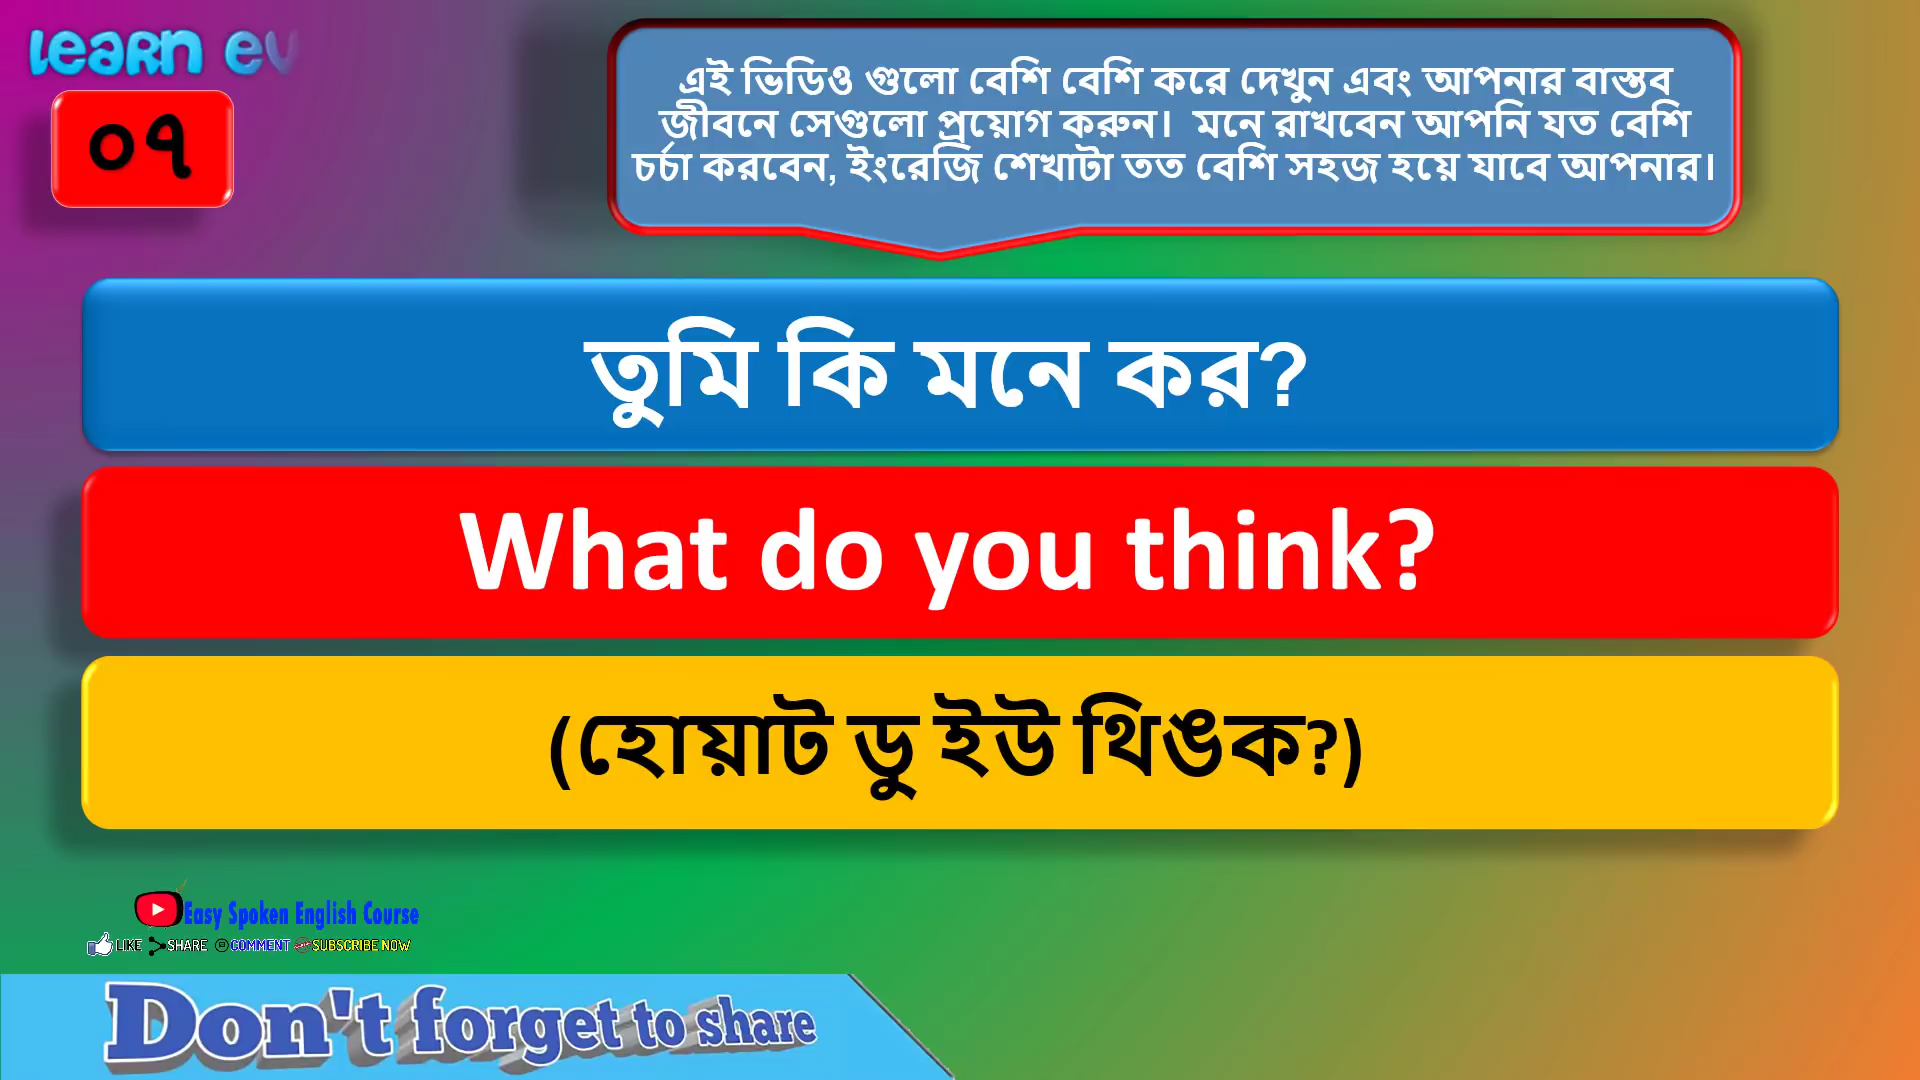 Learn ev
০৭
এই ভিডিও গুলো বেশি বেশি করে দেখুন এবং আপনার বাস্তব
জীবনে সেগুলো প্রয়োগ করুন।  মনে রাখবেন আপনি যত বেশি
চর্চা করবেন, ইংরেজি শেখাটা তত বেশি সহজ হয়ে যাবে আপনার।
তুমি কি মনে কর?
What do you think?
(হোয়াট ডু ইউ থিঙক?)
Easy Spoken English Course
LIKE SHARE COMMENT SUBSCRIBE NOW
Don't forget to share